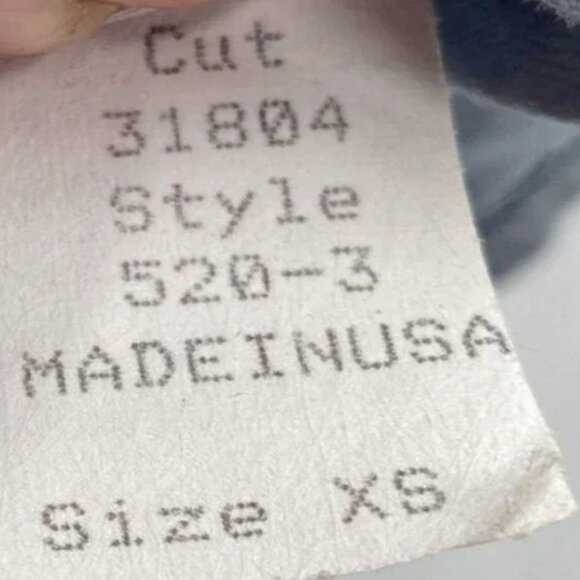 Cut
31804
Style
520-3
MADEINUSA
Size XS